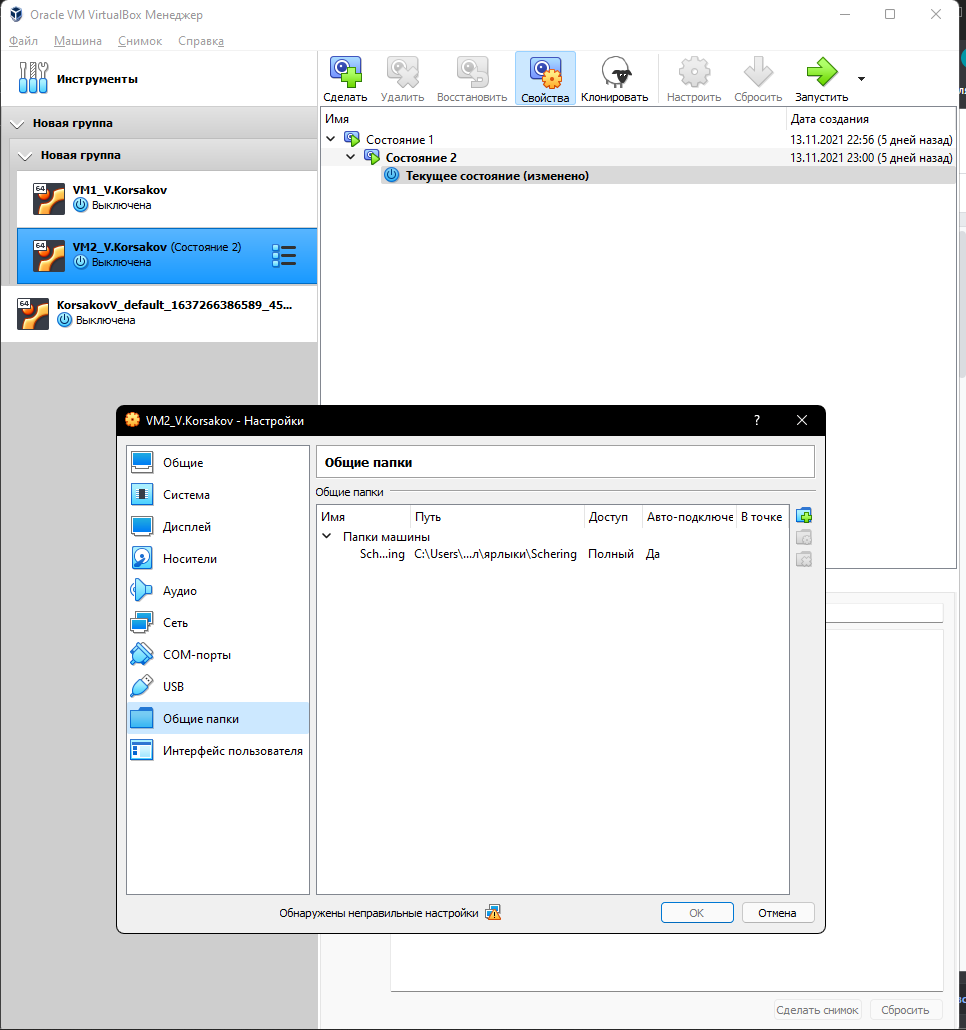 Oracle VM VirtualBox Менеджер
Файл Машина Снимок Справка
Инструменты
Сделать Удалить Восстановить Свойства Клонировать Настроить Сбросить Запустить
Новая группа
Новая группа
64 VM1_V.Korsakov
Выключена
64 VM2_V.Korsakov (Состояние 2)
Выключена
64 KorsakovV_default_1637266386589_45...
Выключена
Имя Дата создания
Состояние 1 13.11.2021 22:56 (5 дней назад)
Состояние 2 13.11.2021 23:00 (5 дней назад)
Текущее состояние (изменено)
VM2_V.Korsakov - Настройки ?
Общие
Система
Дисплей
Носители
Аудио
Сеть
COM-порты
USB
Общие папки
Интерфейс пользователя
Общие папки
Общие папки
Имя Путь Доступ Авто-подключе В точке
Папки машины
Sch...ing C:\Users\...л\ярлыки\Schering Полный Да
Обнаружены неправильные настройки OK Отмена
Сделать снимок Сбросить